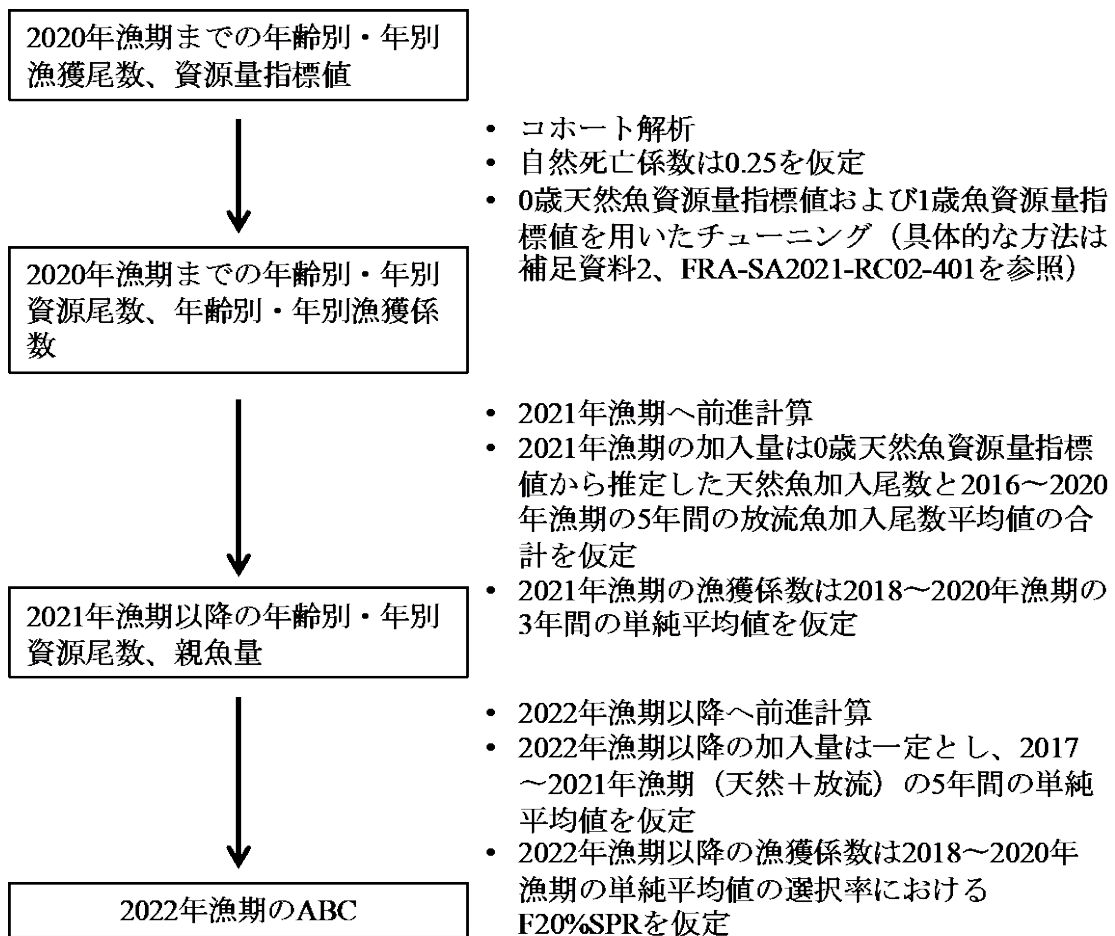 2020年漁期までの年齢別・年別
漁獲尾数、資源量指標値
• コホート解析
• 自然死亡係数は0.25を仮定
• 0歳天然魚資源量指標値および1歳魚資源量指
標値を用いたチューニング（具体的な方法は
補足資料2、FRA-SA2021-RC02-401を参照）
2020年漁期までの年齢別・年別
資源尾数、年齢別・年別漁獲係
数
• 2021年漁期へ前進計算
• 2021年漁期の加入量は0歳天然魚資源量指標
値から推定した天然魚加入尾数と2016～2020
年漁期の5年間の放流魚加入尾数平均値の合
計を仮定
• 2021年漁期の漁獲係数は2018～2020年漁期の
3年間の単純平均値を仮定
2021年漁期以降の年齢別・年別
資源尾数、親魚量
• 2022年漁期以降へ前進計算
• 2022年漁期以降の加入量は一定とし、2017
～2021年漁期（天然＋放流）の5年間の単純
平均値を仮定
• 2022年漁期以降の漁獲係数は2018～2020年
漁期の単純平均値の選択率における
F20%SPRを仮定
2022年漁期のABC